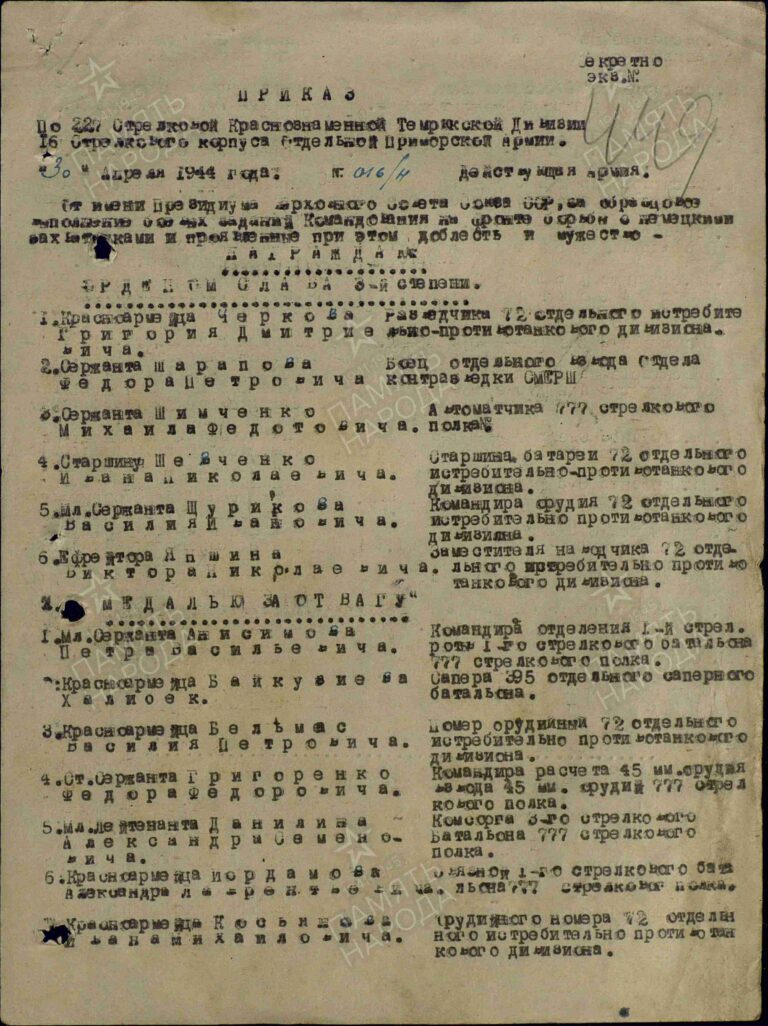 секретно
экз.№
449
П Р И К А З
По 227 Стрелковой Краснознаменной Темрюкской Дивизии
16 Стрелкового корпуса Отдельной Приморской Армии.
"30" Апреля 1944 года. № 016/н Действующая армия.
От имени Президиума Верховного Совета Союза ССР, за образцовое
выполнение боевых заданий Командования на фронте борьбы с немецкими
захватчиками и проявленные при этом доблесть и мужество -
Н А Г Р А Ж Д А Ю:
ОРДЕНОМ СЛАВА 3-й степени.
1.Красноармейца Черкова Разведчика 72 отдельного истребите
Григория Дмитрие льно-противотанкового дивизиона.
вича.
2.Сержанта Шарапова Боец отдельного взвода отдела
Федора Петровича контразведки СМЕРШ
3.Сержанта Шимченко Автоматчика 777 стрелкового
Михаила Федотовича. полка.
4.Старшину Шевченко Старшина батареи 72 отдельного
Ивана Николаевича. истребительно-противотанкового
дивизиона.
5.Мл.Сержанта Щурикова Командира орудия 72 отдельного
Василия Ивановича. истребительно противотанкового
дивизиона.
6.Ефрейтора Япшина Заместителя наводчика 72 отде-
Виктора Николаевича. льного истребительно противо
танкового дивизиона.
МЕДАЛЬЮ ЗА ОТВАГУ"
1.Мл.Сержанта Анисимова Командира отделения 1-й стрел.
Петра Васильевича. роты 1-го стрелкового батальона
777 стрелкового полка.
Красноармейца Байкузиева Сапера 395 отдельного саперного
Халиоек. батальона.
3.Красноармейца Бельмас Номер орудийный 72 отдельного
Василия Петровича. истребительно противотанкового
дивизиона.
4.Ст.Сержанта Григоренко Командира расчета 45 мм.орудия
Федора Федоровича. взвода 45 мм. орудий 777 стрел
кового полка.
5.Мл.Лейтенанта Данилина Комсорга 3-го стрелкового
Александра Семено- Батальона 777 стрелкового
вича. полка.
6.Красноармейца Иордамова Связной 1-го стрелкового бата
Александра Лаврентьевича. льона 777 стрелковог полка.
Красноармейца Косьянова Орудийного номера 72 отдельн
Ивана Михаиловича. ного истребительно противотан
кового дивизиона.